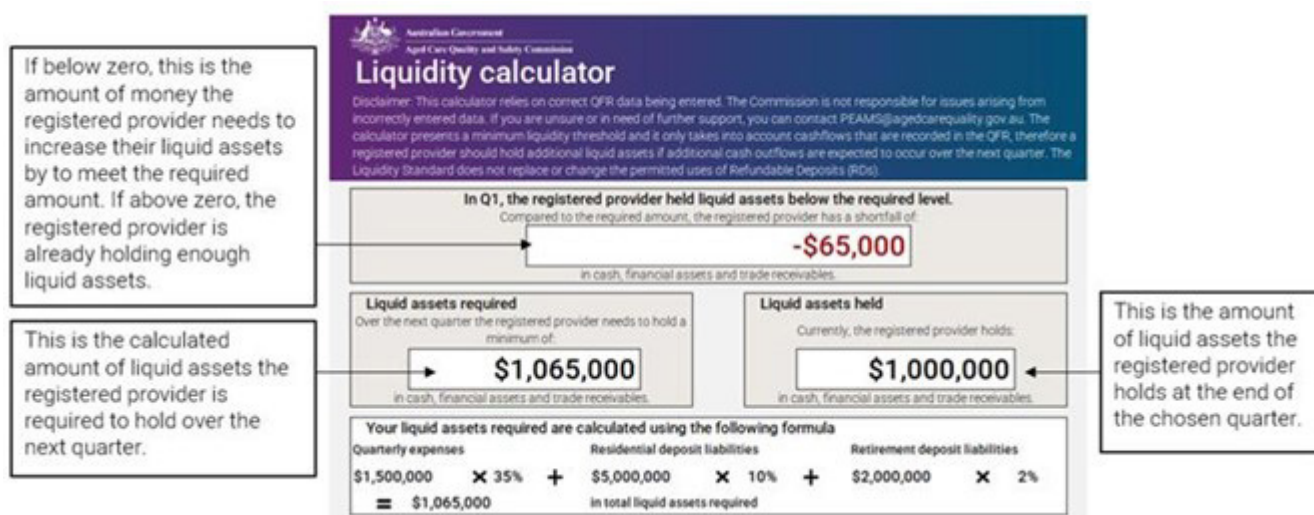 If below zero, this is the
amount of money the
registered provider needs to
increase their liquid assets
by to meet the required
amount. If above zero, the
registered provider is
already holding enough
liquid assets.
This is the calculated
amount of liquid assets the
registered provider is
required to hold over the
next quarter.
Australian Government
Aged Care Quality and Safety Commission
Liquidity calculator
Disclaimer: This calculator relies on correct QFR data being entered. The Commission is not responsible for issues arising from
incorrectly entered data. If you are unsure or in need of further support, you can contact PEAMS@agedcarequality.gov.au. The
calculator presents a minimum liquidity threshold and it only takes into account cashflows that are recorded in the QFR, therefore a
registered provider should hold additional liquid assets if additional cash outflows are expected to occur over the next quarter. The
Liquidity Standard does not replace or change the permitted uses of Refundable Deposits (RDs).
In Q1, the registered provider held liquid assets below the required level.
Compared to the required amount, the registered provider has a shortfall of:
-$65,000
in cash, financial assets and trade receivables.
Liquid assets required
Over the next quarter the registered provider needs to hold a
minimum of:
$1,065,000
in cash, financial assets and trade receivables.
Liquid assets held
Currently, the registered provider holds:
$1,000,000
in cash, financial assets and trade receivables.
Your liquid assets required are calculated using the following formula
Quarterly expenses Residential deposit liabilities Retirement deposit liabilities
$1,500,000 × 35% + $5,000,000 × 10% + $2,000,000 × 2%
= $1,065,000 in total liquid assets required
This is the amount
of liquid assets the
registered provider
holds at the end of
the chosen quarter.